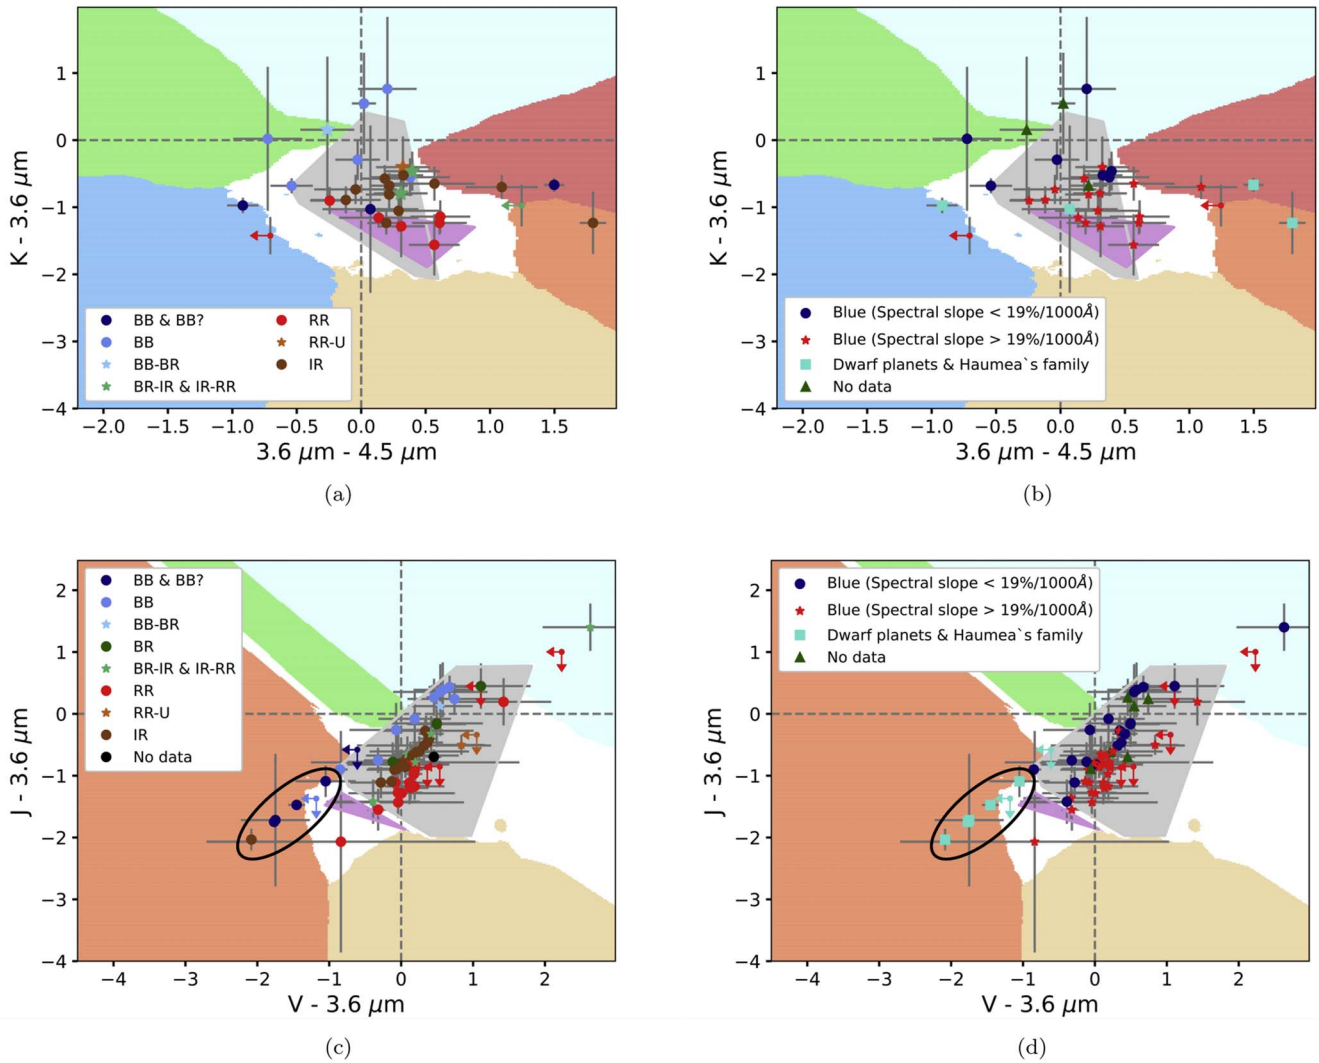 1
0
−1
−2
−3
−4
K - 3.6 μm
BB & BB?
BB
BB-BR
BR-IR & IR-RR
RR
RR-U
IR
−2.0 −1.5 −1.0 −0.5 0.0 0.5 1.0 1.5
3.6 μm - 4.5 μm
(a)
1
0
−1
−2
−3
−4
K - 3.6 μm
Blue (Spectral slope < 19%/1000Å)
Blue (Spectral slope > 19%/1000Å)
Dwarf planets & Haumea`s family
No data
−2.0 −1.5 −1.0 −0.5 0.0 0.5 1.0 1.5
3.6 μm - 4.5 μm
(b)
2
1
0
−1
−2
−3
−4
J - 3.6 μm
BB & BB?
BB
BB-BR
BR
BR-IR & IR-RR
RR
RR-U
IR
No data
−4 −3 −2 −1 0 1 2
V - 3.6 μm
(c)
2
1
0
−1
−2
−3
−4
J - 3.6 μm
Blue (Spectral slope < 19%/1000Å)
Blue (Spectral slope > 19%/1000Å)
Dwarf planets & Haumea`s family
No data
−4 −3 −2 −1 0 1 2
V - 3.6 μm
(d)